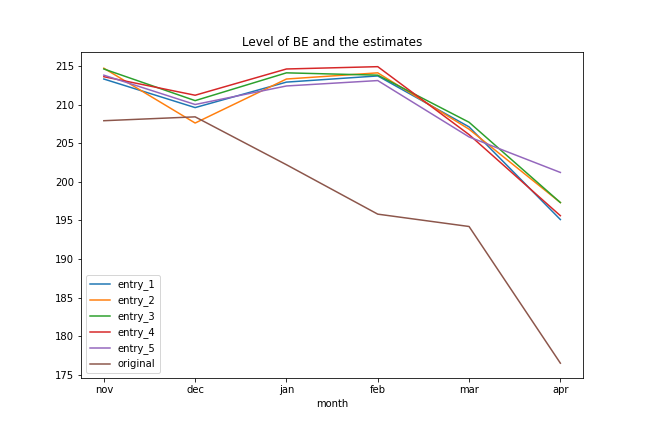 Level of BE and the estimates
215
210
205
200
195
190
185
180
175
entry_1
entry_2
entry_3
entry_4
entry_5
original
nov dec jan feb mar apr
month